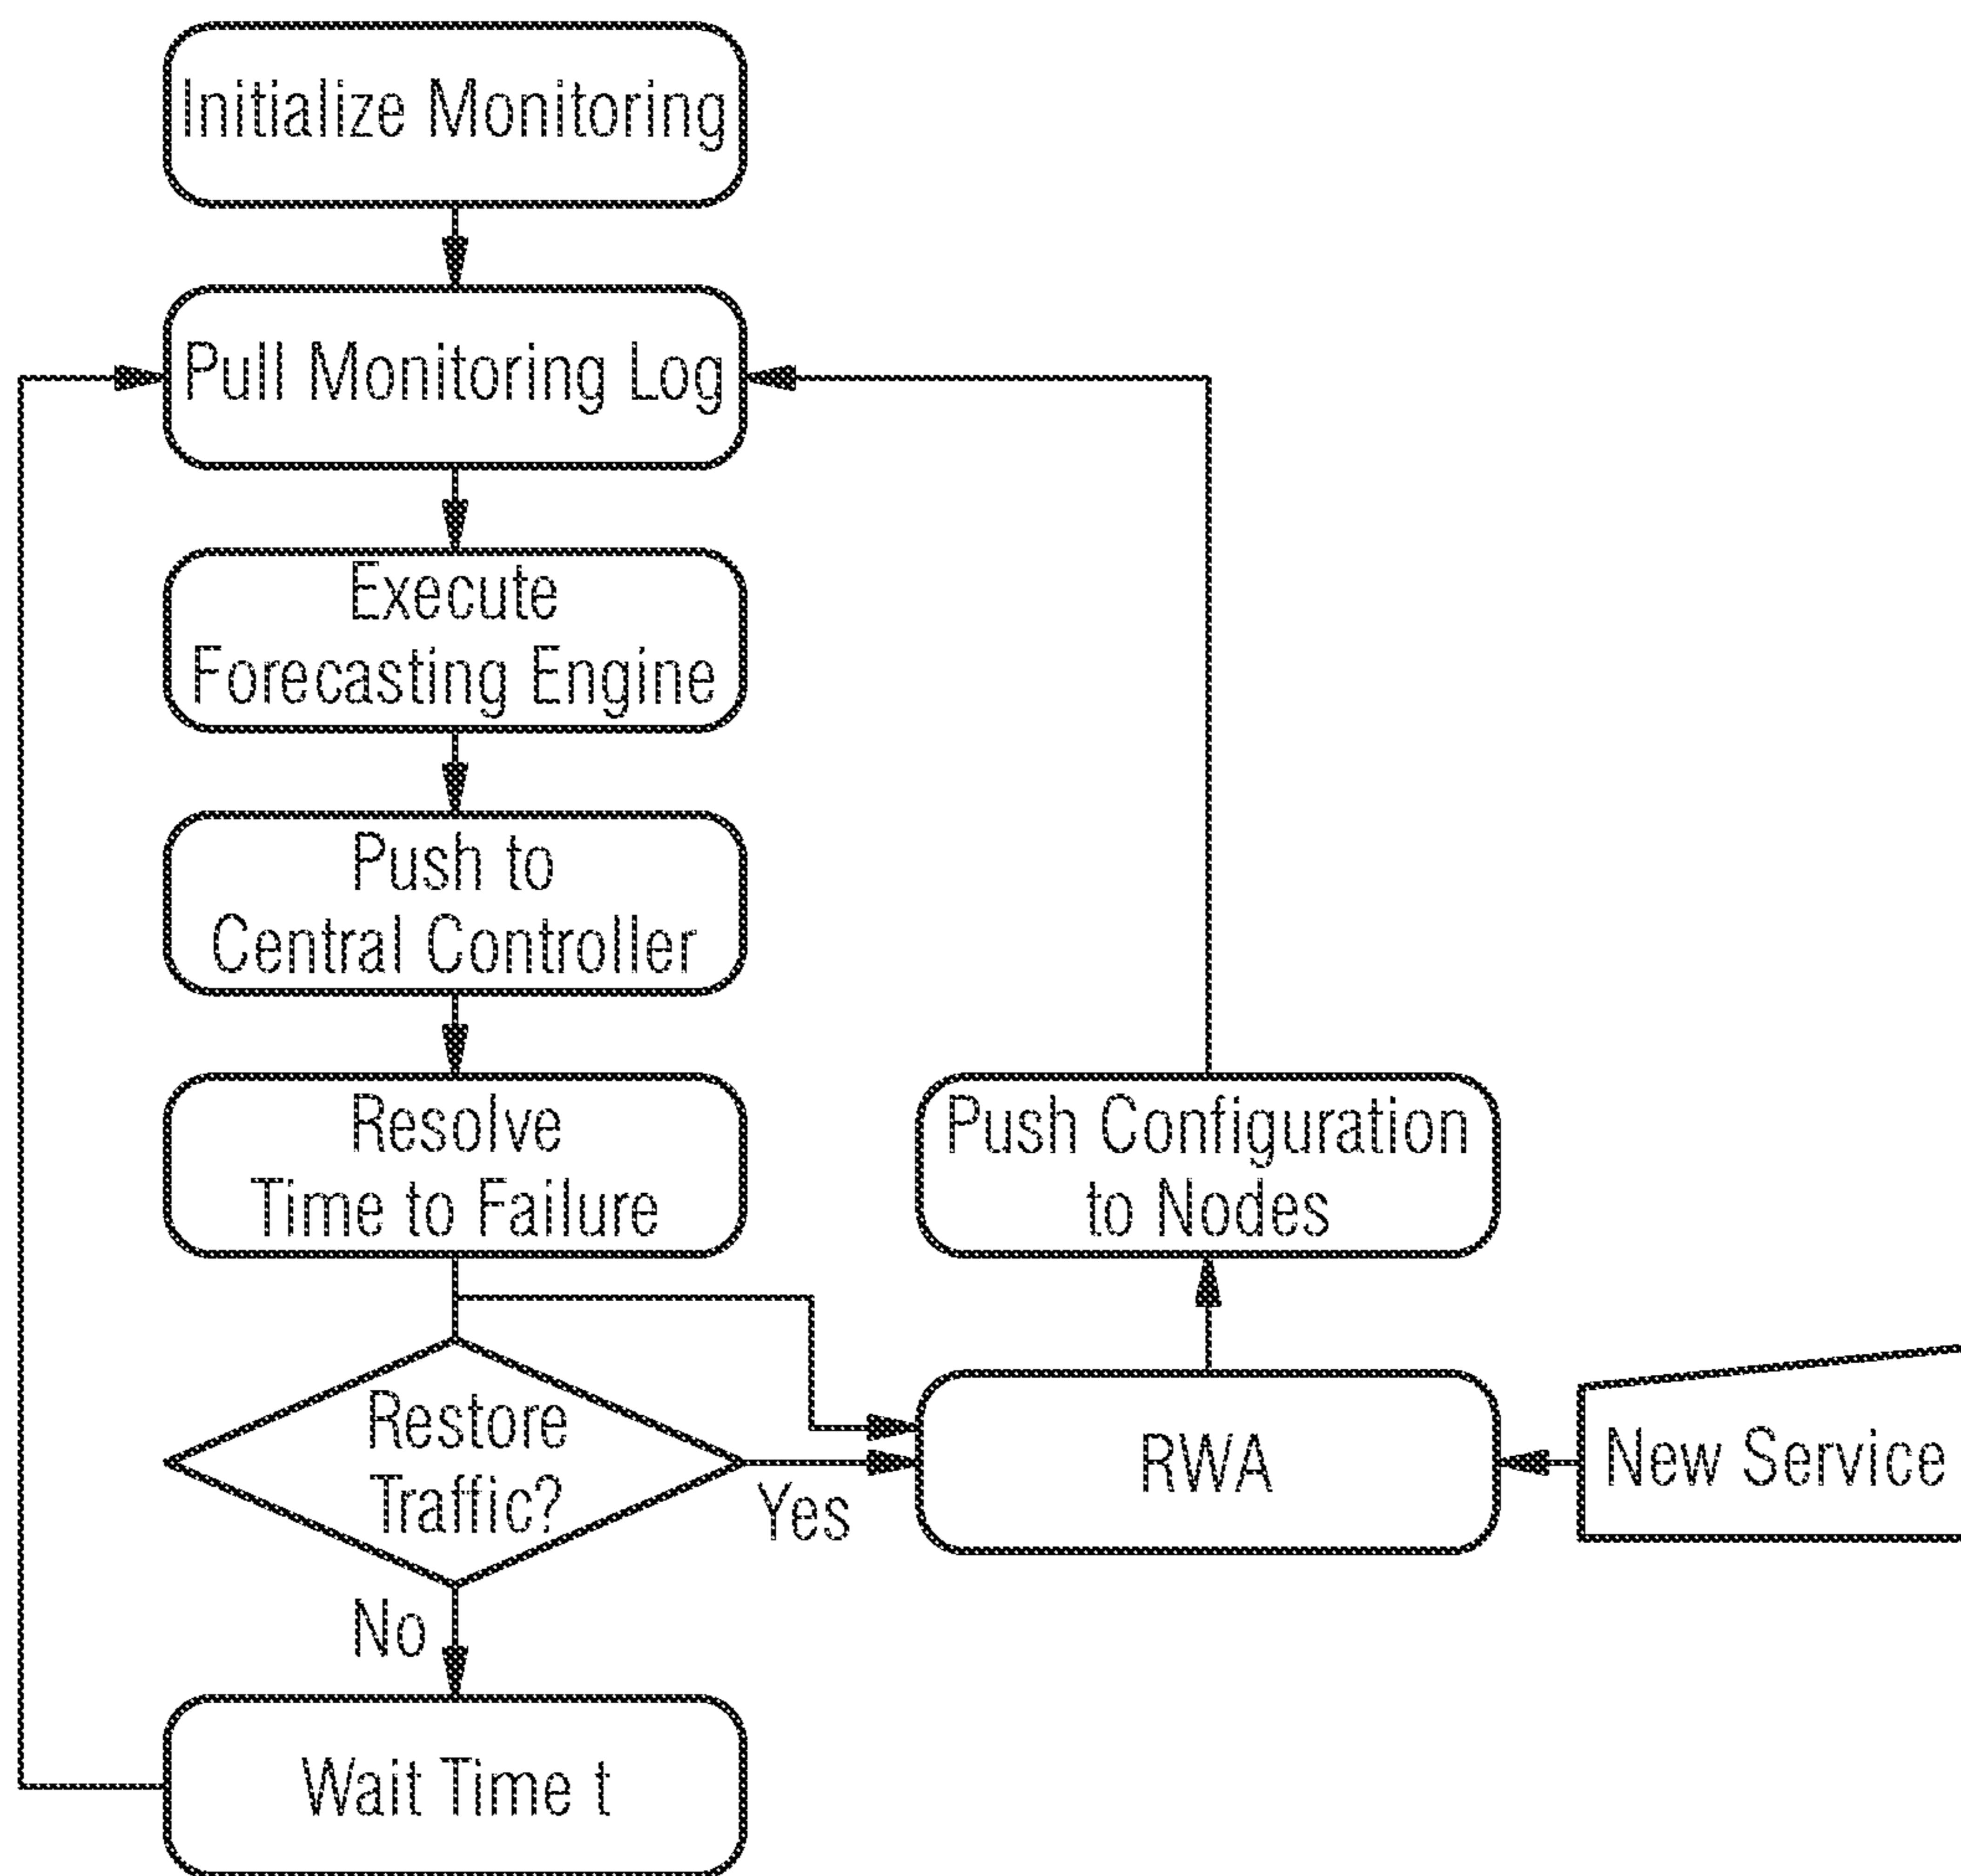 Initialize Monitoring
Pull Monitoring Log
Execute
Forecasting Engine
Push to
Central Controller
Resolve
Time to Failure
Push Configuration
to Nodes
Restore
Traffic?
Yes
RWA
New Service
No
Wait Time t